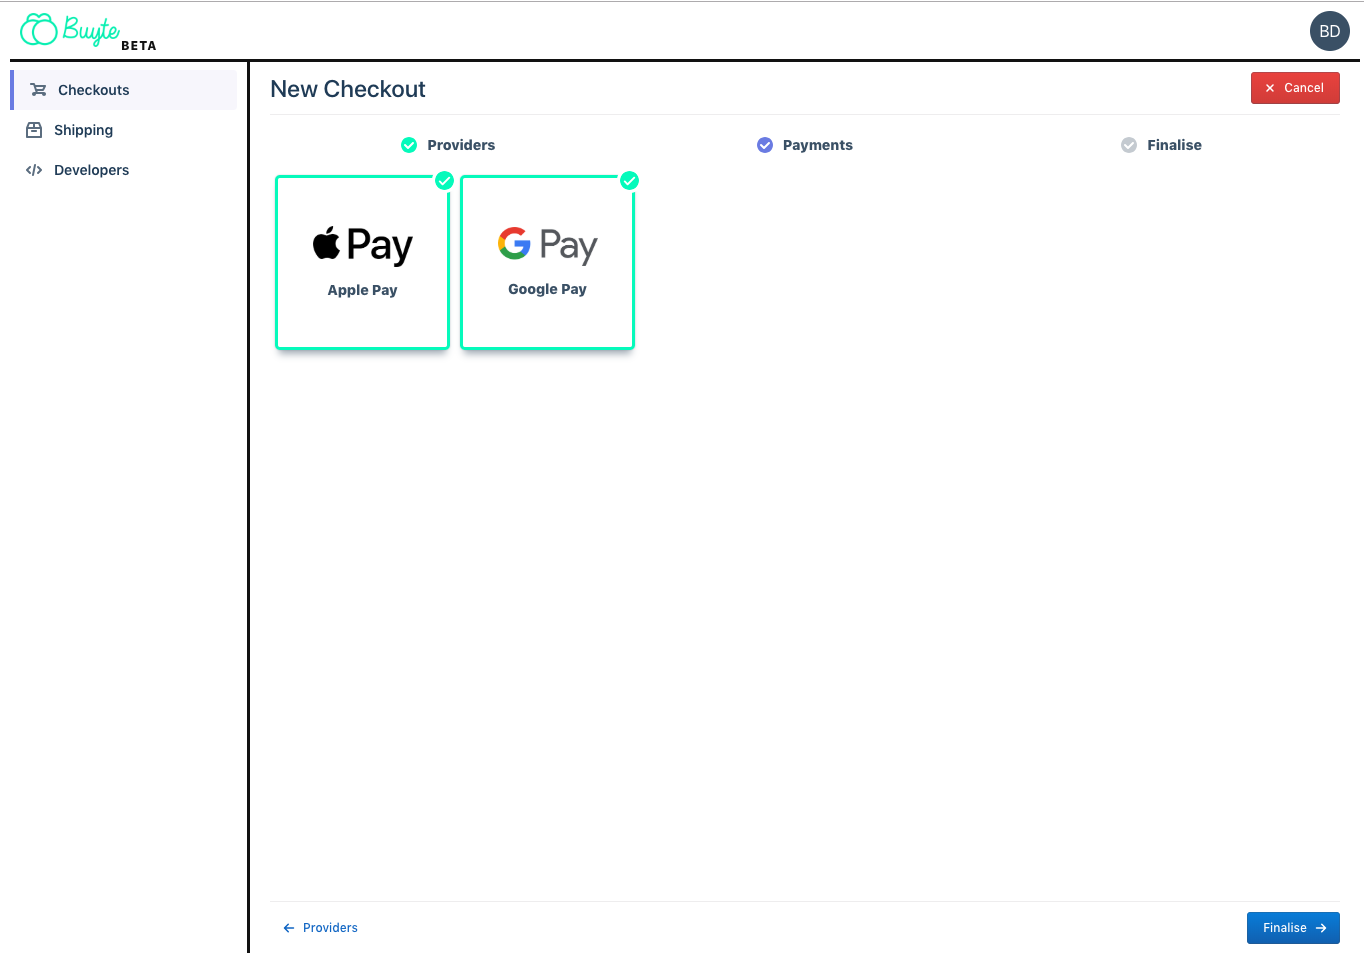 Buyte BETA
BD
Checkouts
Shipping
Developers
New Checkout
Cancel
Providers
Payments
Finalise
Pay
Apple Pay
G Pay
Google Pay
Providers
Finalise